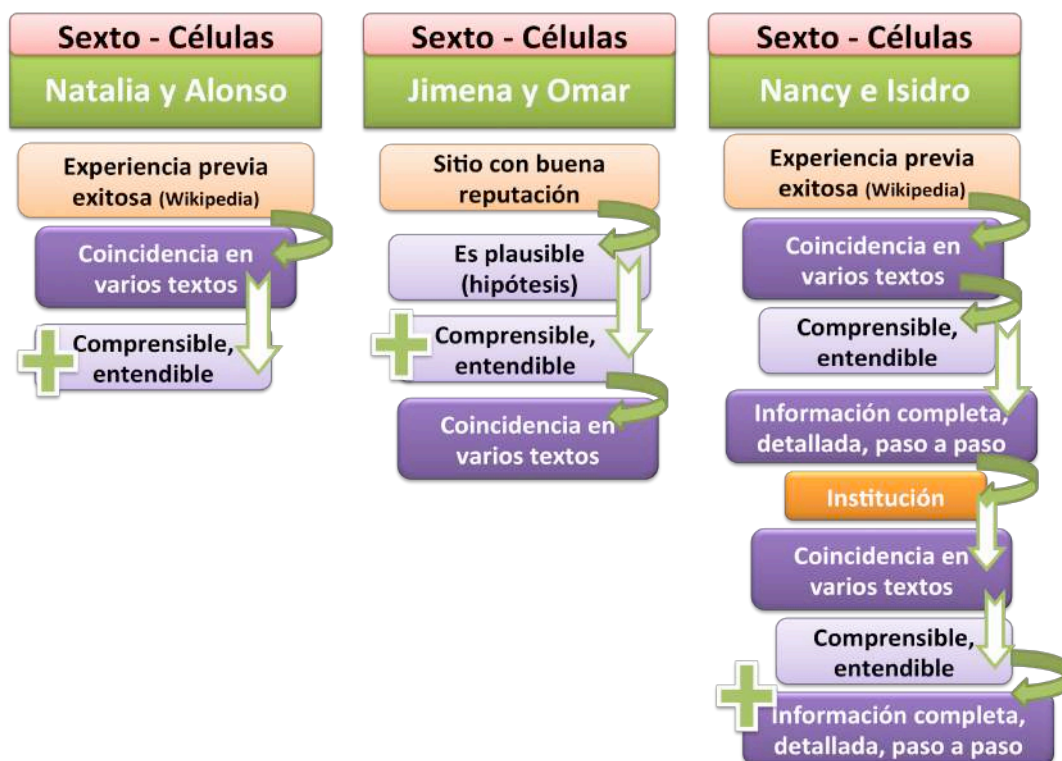 Sexto - Células
Natalia y Alonso
Experiencia previa
exitosa (Wikipedia)
Coincidencia en
varios textos
Comprensible,
entendible
Sexto - Células
Jimena y Omar
Sitio con buena
reputación
Es plausible
(hipótesis)
Comprensible,
entendible
Coincidencia en
varios textos
Sexto - Células
Nancy e Isidro
Experiencia previa
exitosa (Wikipedia)
Coincidencia en
varios textos
Comprensible,
entendible
Información completa,
detallada, paso a paso
Institución
Coincidencia en
varios textos
Comprensible,
entendible
Información completa,
detallada, paso a paso